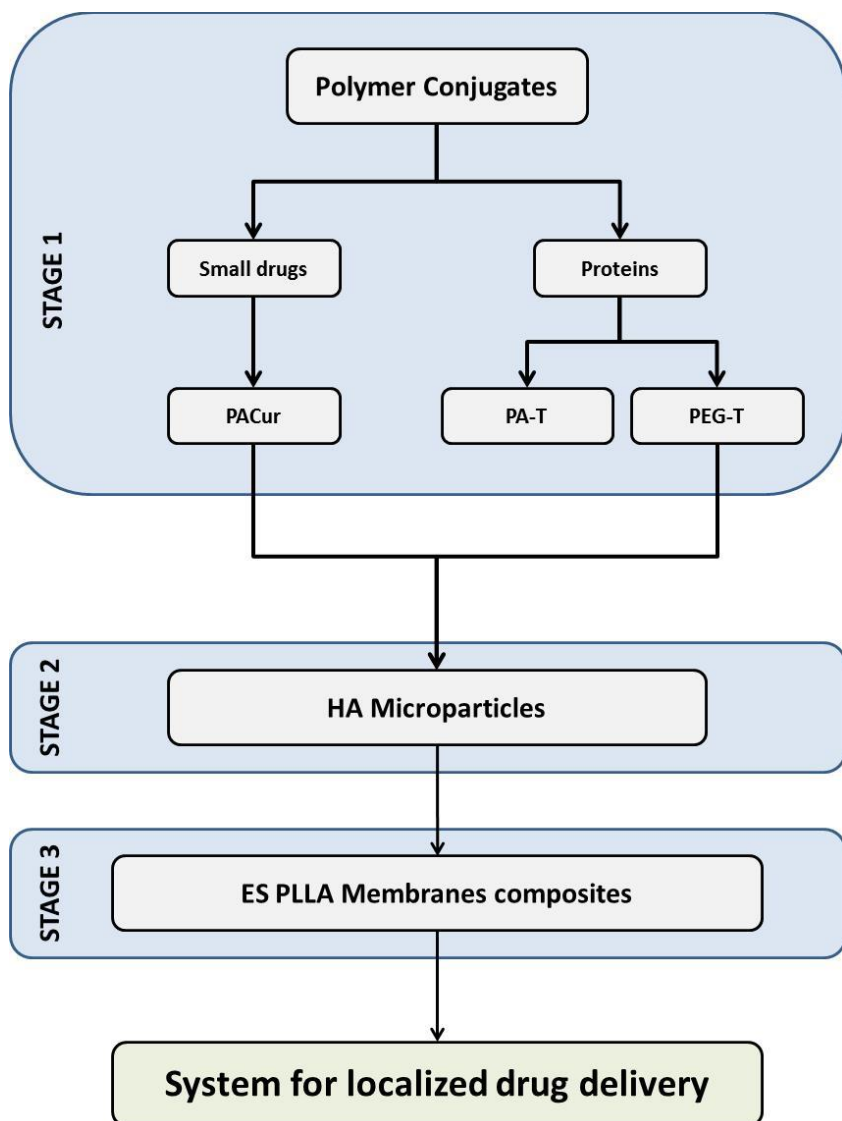 STAGE 1
Polymer Conjugates
Small drugs
Proteins
PACur
PA-T
PEG-T
STAGE 2
HA Microparticles
STAGE 3
ES PLLA Membranes composites
System for localized drug delivery